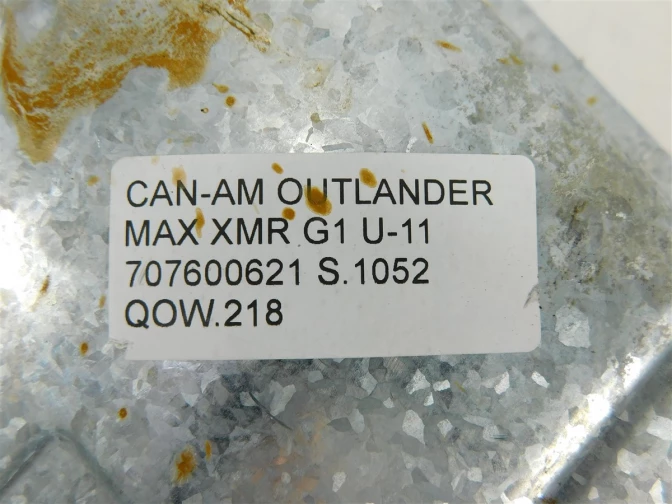 CAN-AM OUTLANDER
MAX XMR G1 U-11
707600621 S.1052
QOW.218